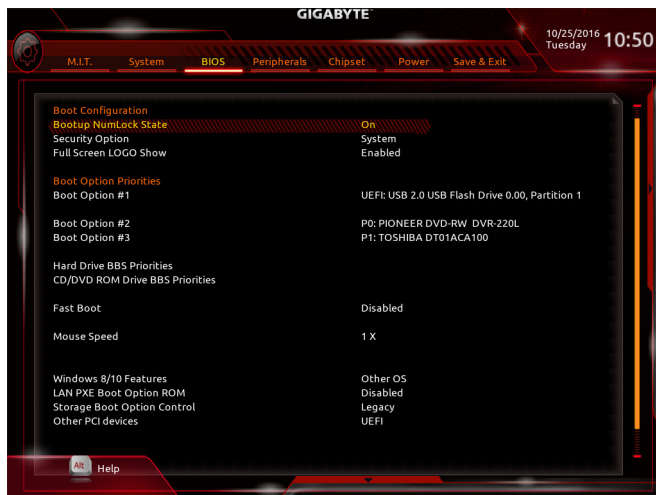 GIGABYTE™
10/25/2016
Tuesday 10:50
M.I.T. System BIOS Peripherals Chipset Power Save & Exit
Boot Configuration
Bootup NumLock State On
Security Option System
Full Screen LOGO Show Enabled
Boot Option Priorities
Boot Option #1 UEFI: USB 2.0 USB Flash Drive 0.00, Partition 1
Boot Option #2 P0: PIONEER DVD-RW DVR-220L
Boot Option #3 P1: TOSHIBA DT01ACA100
Hard Drive BBS Priorities
CD/DVD ROM Drive BBS Priorities
Fast Boot Disabled
Mouse Speed 1 X
Windows 8/10 Features Other OS
LAN PXE Boot Option ROM Disabled
Storage Boot Option Control Legacy
Other PCI devices UEFI
Alt Help